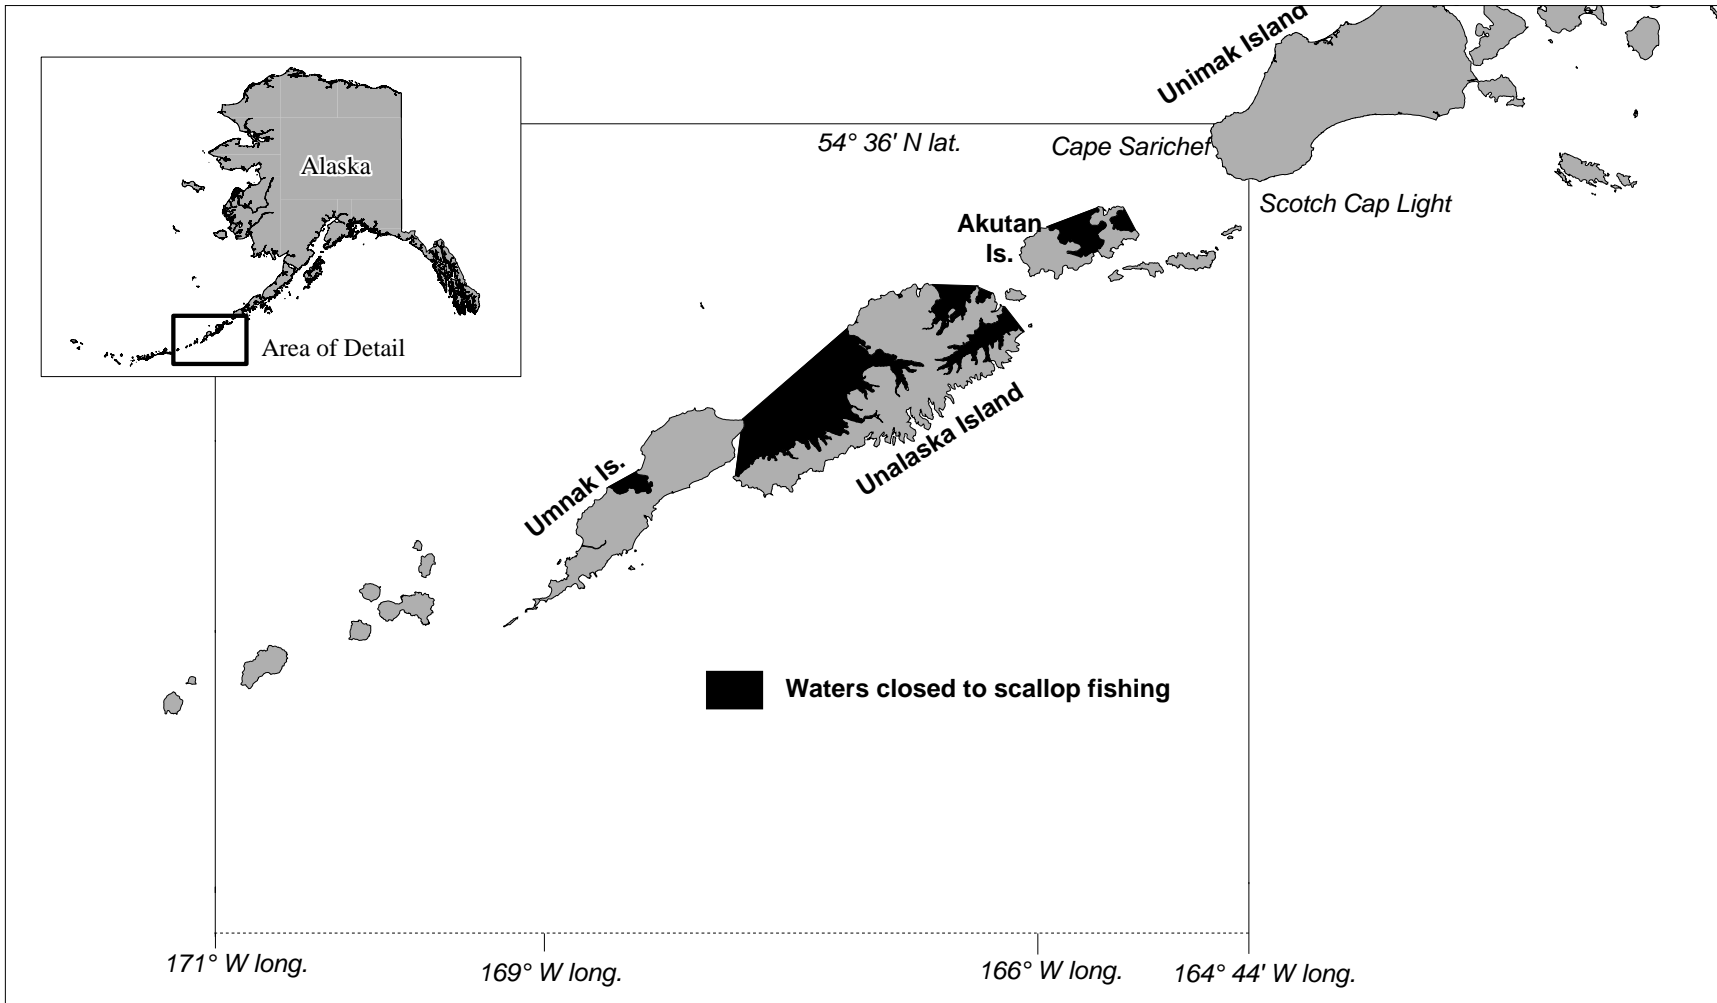 Unimak Island
54° 36' N lat.
Cape Sarichef
Alaska
Scotch Cap Light
Akutan
Is.
Area of Detail
Unalaska Island
Umnak Is.
Waters closed to scallop fishing
171° W long.
169° W long.
166° W long.
164° 44' W long.